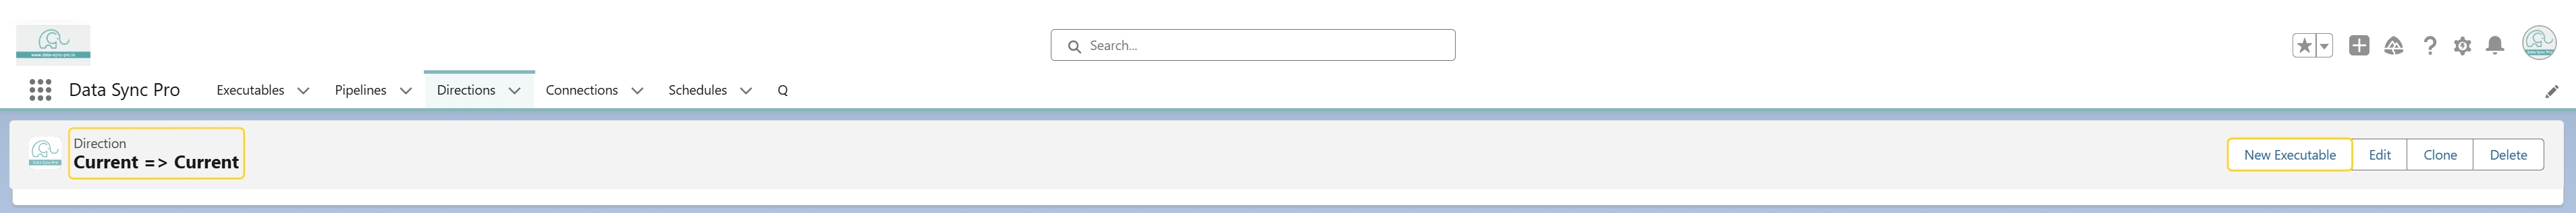 www.data-sync-pro.io
Search...
Data Sync Pro
Executables
Pipelines
Directions
Connections
Schedules
Q
Direction
Current => Current
New Executable
Edit
Clone
Delete